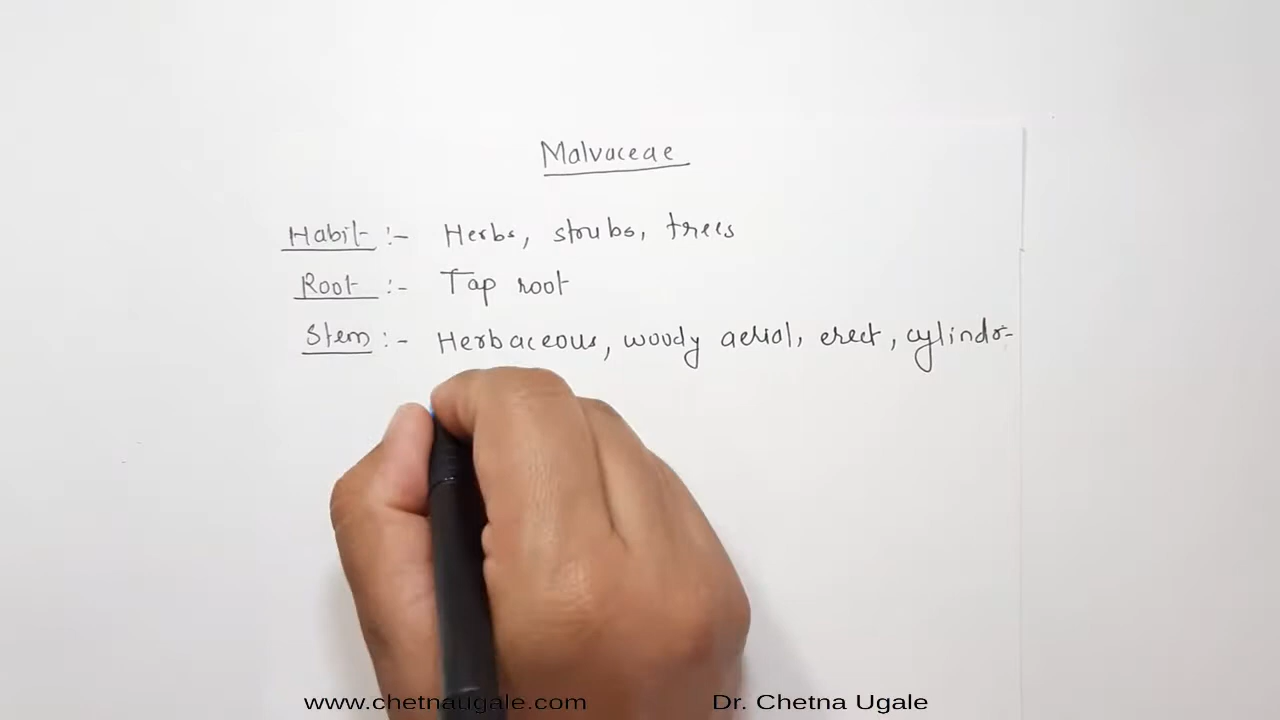 Malvaceae
Habit :- Herbs, strubs, trees
Root :- Tap root
Stem :- Herbaceous, woody aerial, erect, cylindr-
www.chetnaugale.com Dr. Chetna Ugale